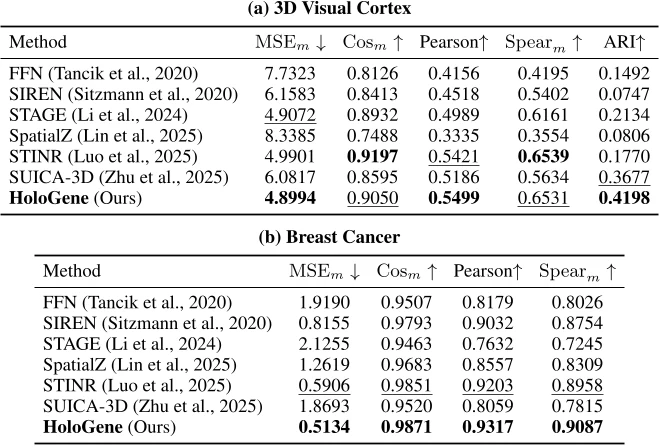 (a) 3D Visual Cortex
Method MSEm ↓ Cosm ↑ Pearson↑ Spearm ↑ ARI↑
FFN (Tancik et al., 2020) 7.7323 0.8126 0.4156 0.4195 0.1492
SIREN (Sitzmann et al., 2020) 6.1583 0.8413 0.4518 0.5402 0.0747
STAGE (Li et al., 2024) 4.9072 0.8932 0.4989 0.6161 0.2134
SpatialZ (Lin et al., 2025) 8.3385 0.7488 0.3335 0.3554 0.0806
STINR (Luo et al., 2025) 4.9901 0.9197 0.5421 0.6539 0.1770
SUICA-3D (Zhu et al., 2025) 6.0817 0.8595 0.5186 0.5634 0.3677
HoloGene (Ours) 4.8994 0.9050 0.5499 0.6531 0.4198
(b) Breast Cancer
Method MSEm ↓ Cosm ↑ Pearson↑ Spearm ↑
FFN (Tancik et al., 2020) 1.9190 0.9507 0.8179 0.8026
SIREN (Sitzmann et al., 2020) 0.8155 0.9793 0.9032 0.8754
STAGE (Li et al., 2024) 2.1255 0.9463 0.7632 0.7245
SpatialZ (Lin et al., 2025) 1.2619 0.9683 0.8557 0.8309
STINR (Luo et al., 2025) 0.5906 0.9851 0.9203 0.8958
SUICA-3D (Zhu et al., 2025) 1.8693 0.9520 0.8059 0.7815
HoloGene (Ours) 0.5134 0.9871 0.9317 0.9087